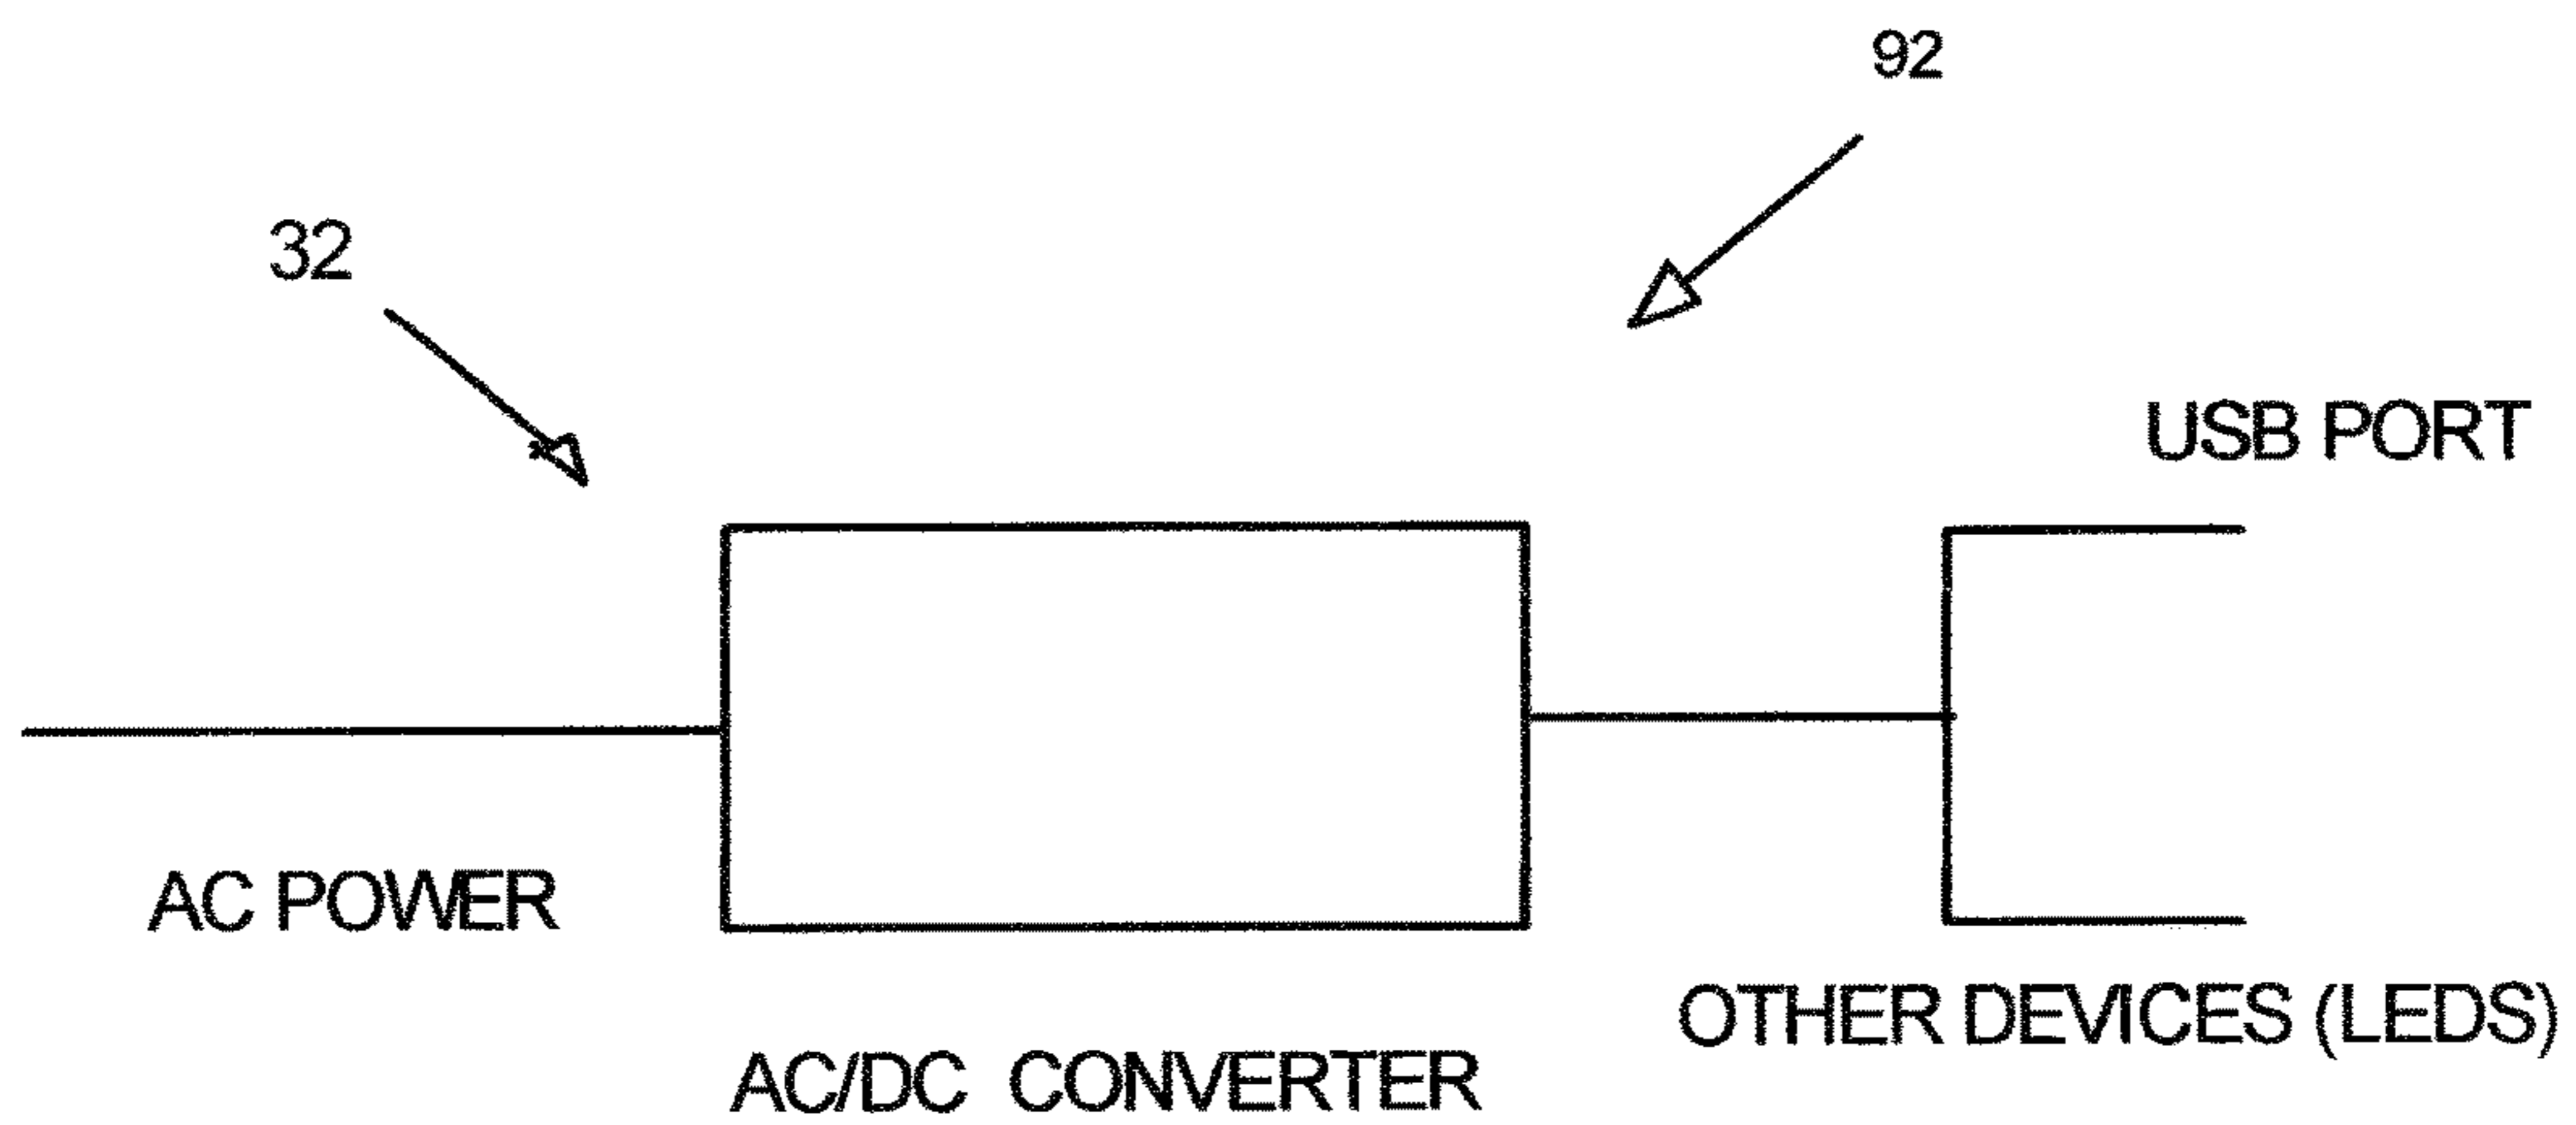 92
32
USB PORT
AC POWER
OTHER DEVICES (LEDS)
AC/DC CONVERTER